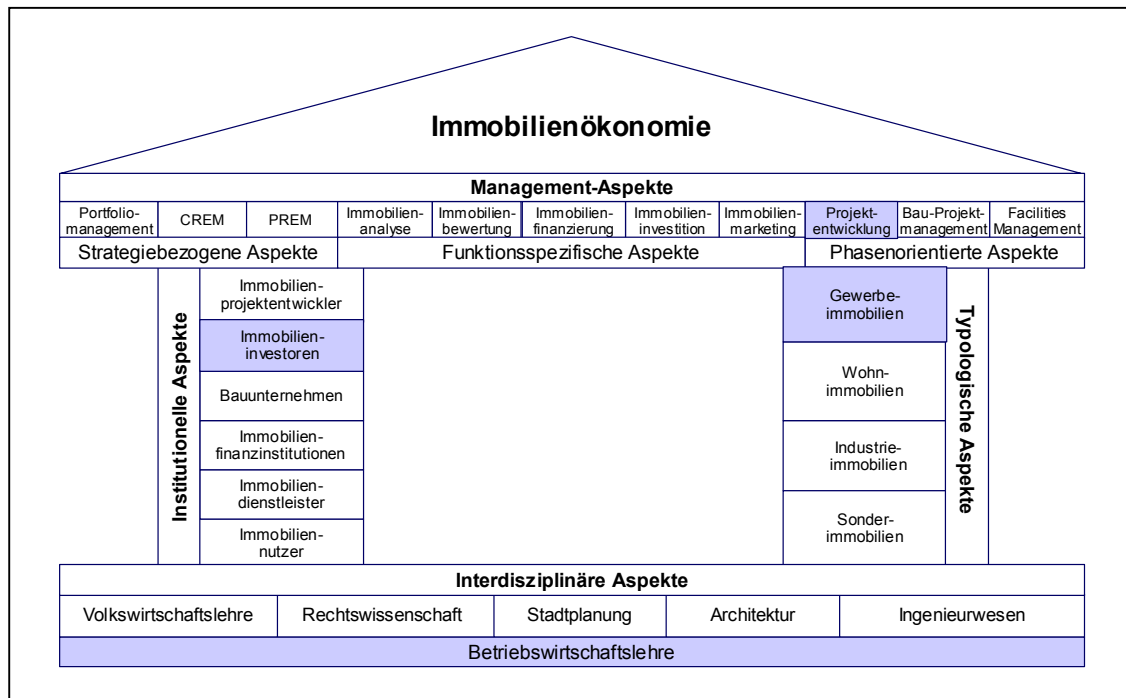 Immobilienökonomie
Management-Aspekte
Portfolio-
management
CREM
PREM
Immobilien-
analyse
Immobilien-
bewertung
Immobilien-
finanzierung
Immobilien-
investition
Immobilien-
marketing
Projekt-
entwicklung
Bau-Projekt-
management
Facilities
Management
Strategiebezogene Aspekte
Funktionsspezifische Aspekte
Phasenorientierte Aspekte
Institutionelle Aspekte
Immobilien-
projektentwickler
Immobilien-
investoren
Bauunternehmen
Immobilien-
finanzinstitutionen
Immobilien-
dienstleister
Immobilien-
nutzer
Gewerbe-
immobilien
Wohn-
immobilien
Industrie-
immobilien
Sonder-
immobilien
Typologische Aspekte
Interdisziplinäre Aspekte
Volkswirtschaftslehre
Rechtswissenschaft
Stadtplanung
Architektur
Ingenieurwesen
Betriebswirtschaftslehre